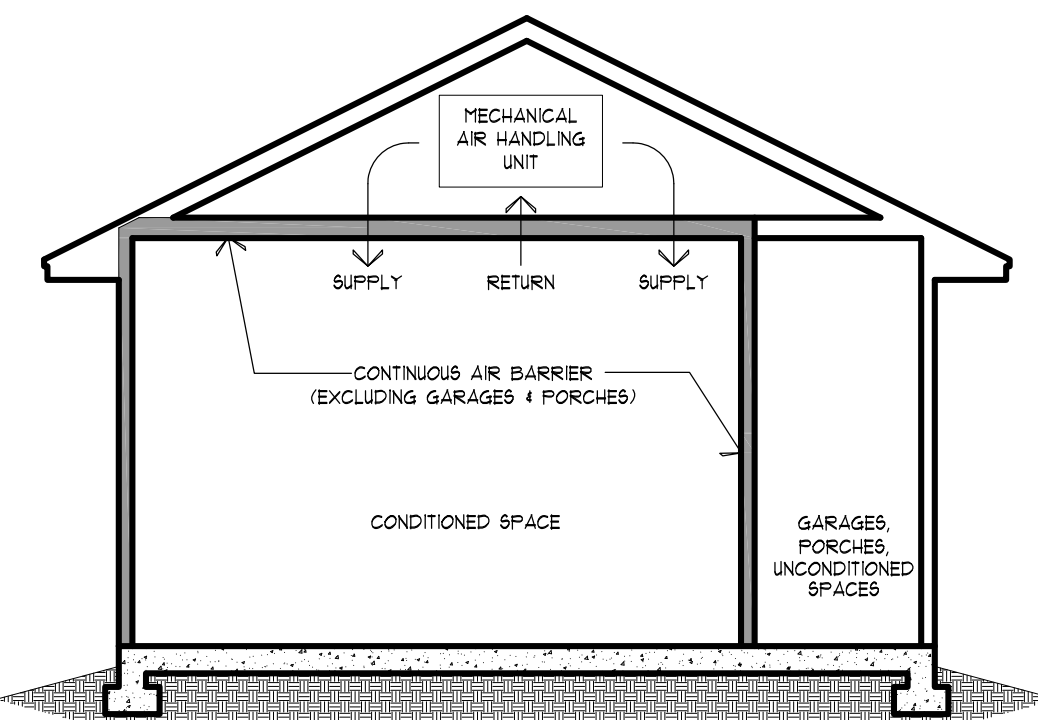 MECHANICAL
AIR HANDLING
UNIT
SUPPLY
RETURN
SUPPLY
CONTINUOUS AIR BARRIER
(EXCLUDING GARAGES & PORCHES)
CONDITIONED SPACE
GARAGES,
PORCHES,
UNCONDITIONED
SPACES